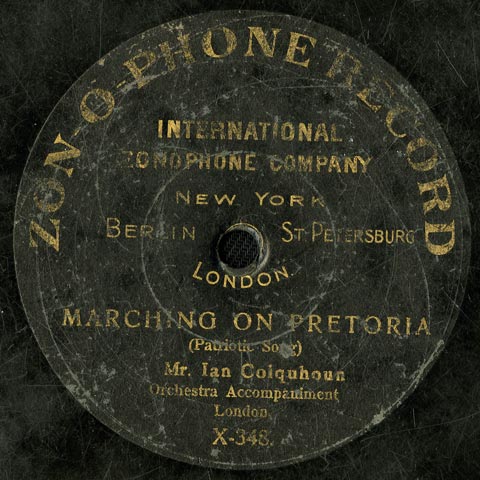 ZON-O-PHONE RECORD
INTERNATIONAL
ZONOPHONE COMPANY
NEW YORK
BERLIN ST. PETERSBURG
LONDON.
MARCHING ON PRETORIA
(Patriotic Song)
Mr. Ian Colquhoun
Orchestra Accompaniment
London
X-348.